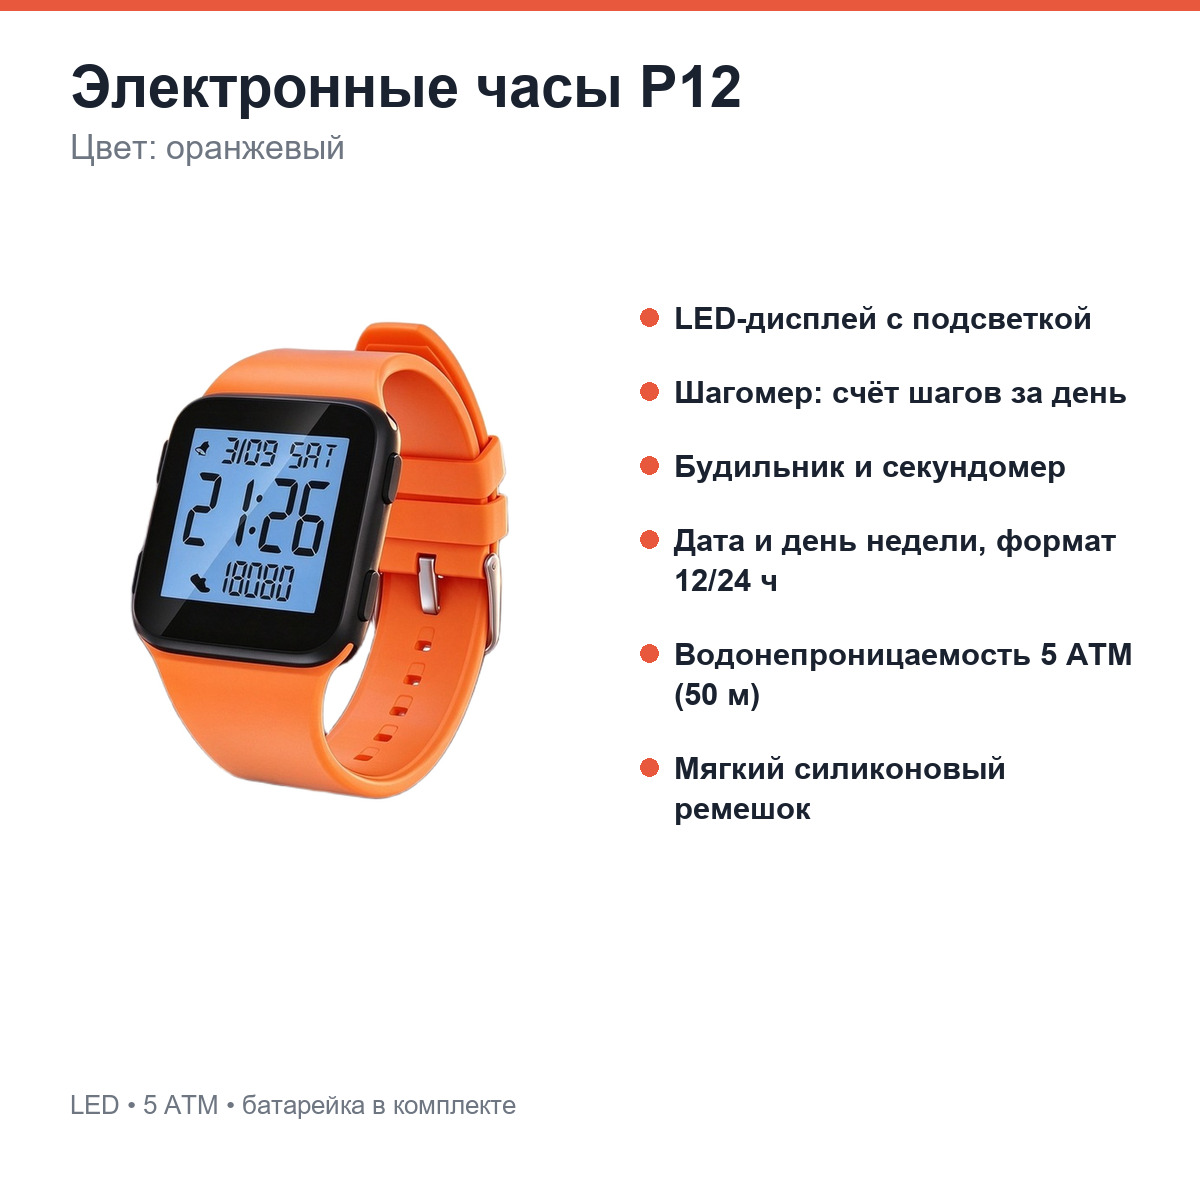 Электронные часы P12
Цвет: оранжевый
3/09 SAT
21:26
18080
LED-дисплей с подсветкой
Шагомер: счёт шагов за день
Будильник и секундомер
Дата и день недели, формат
12/24 ч
Водонепроницаемость 5 ATM
(50 м)
Мягкий силиконовый
ремешок
LED • 5 ATM • батарейка в комплекте